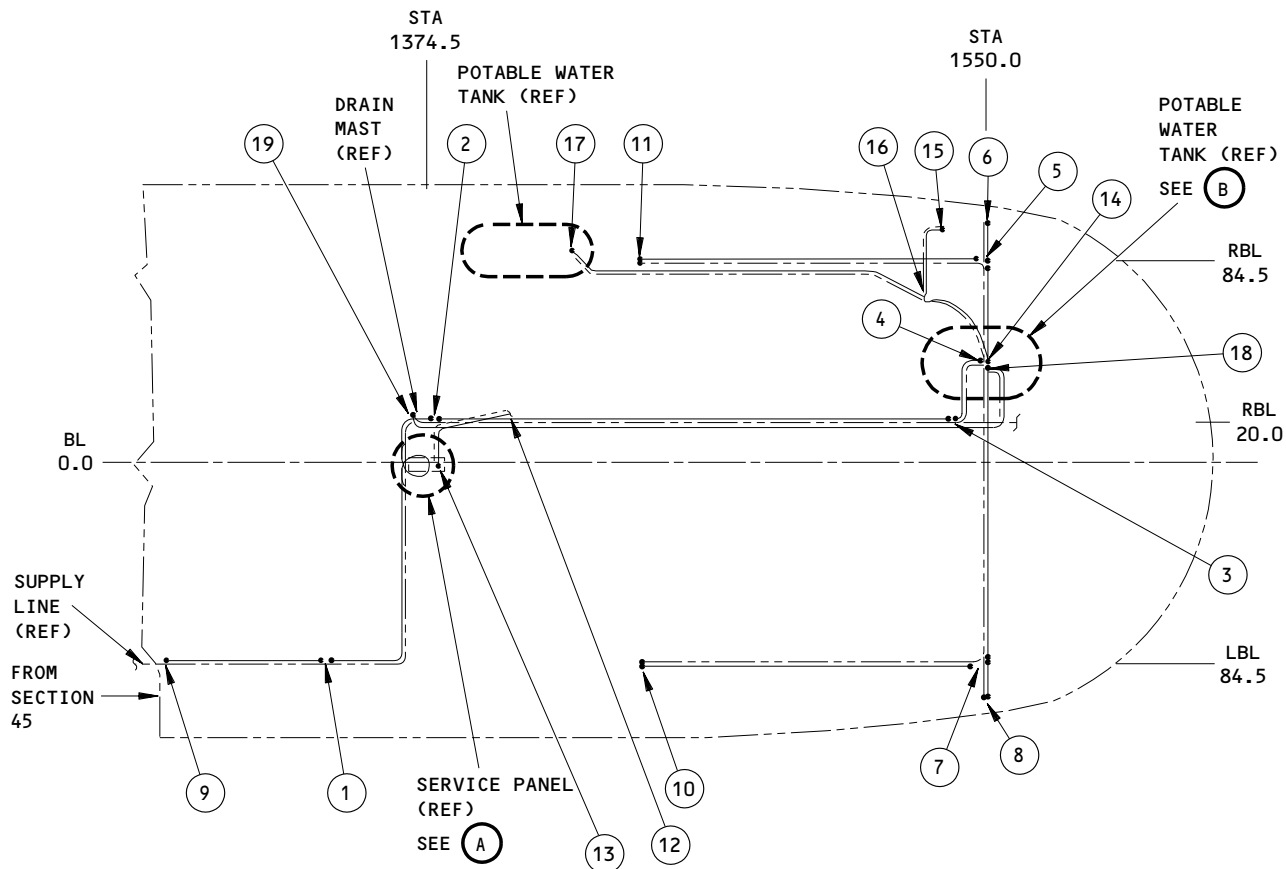 STA
1374.5
STA
1550.0
POTABLE WATER
TANK (REF)
POTABLE
WATER
TANK (REF)
SEE B
DRAIN
MAST
(REF)
19
2
17
11
16
15
6
5
14
RBL
84.5
4
18
RBL
20.0
BL
0.0
3
SUPPLY
LINE
(REF)
FROM
SECTION
45
LBL
84.5
9
1
SERVICE PANEL
(REF)
SEE A
13
12
10
7
8